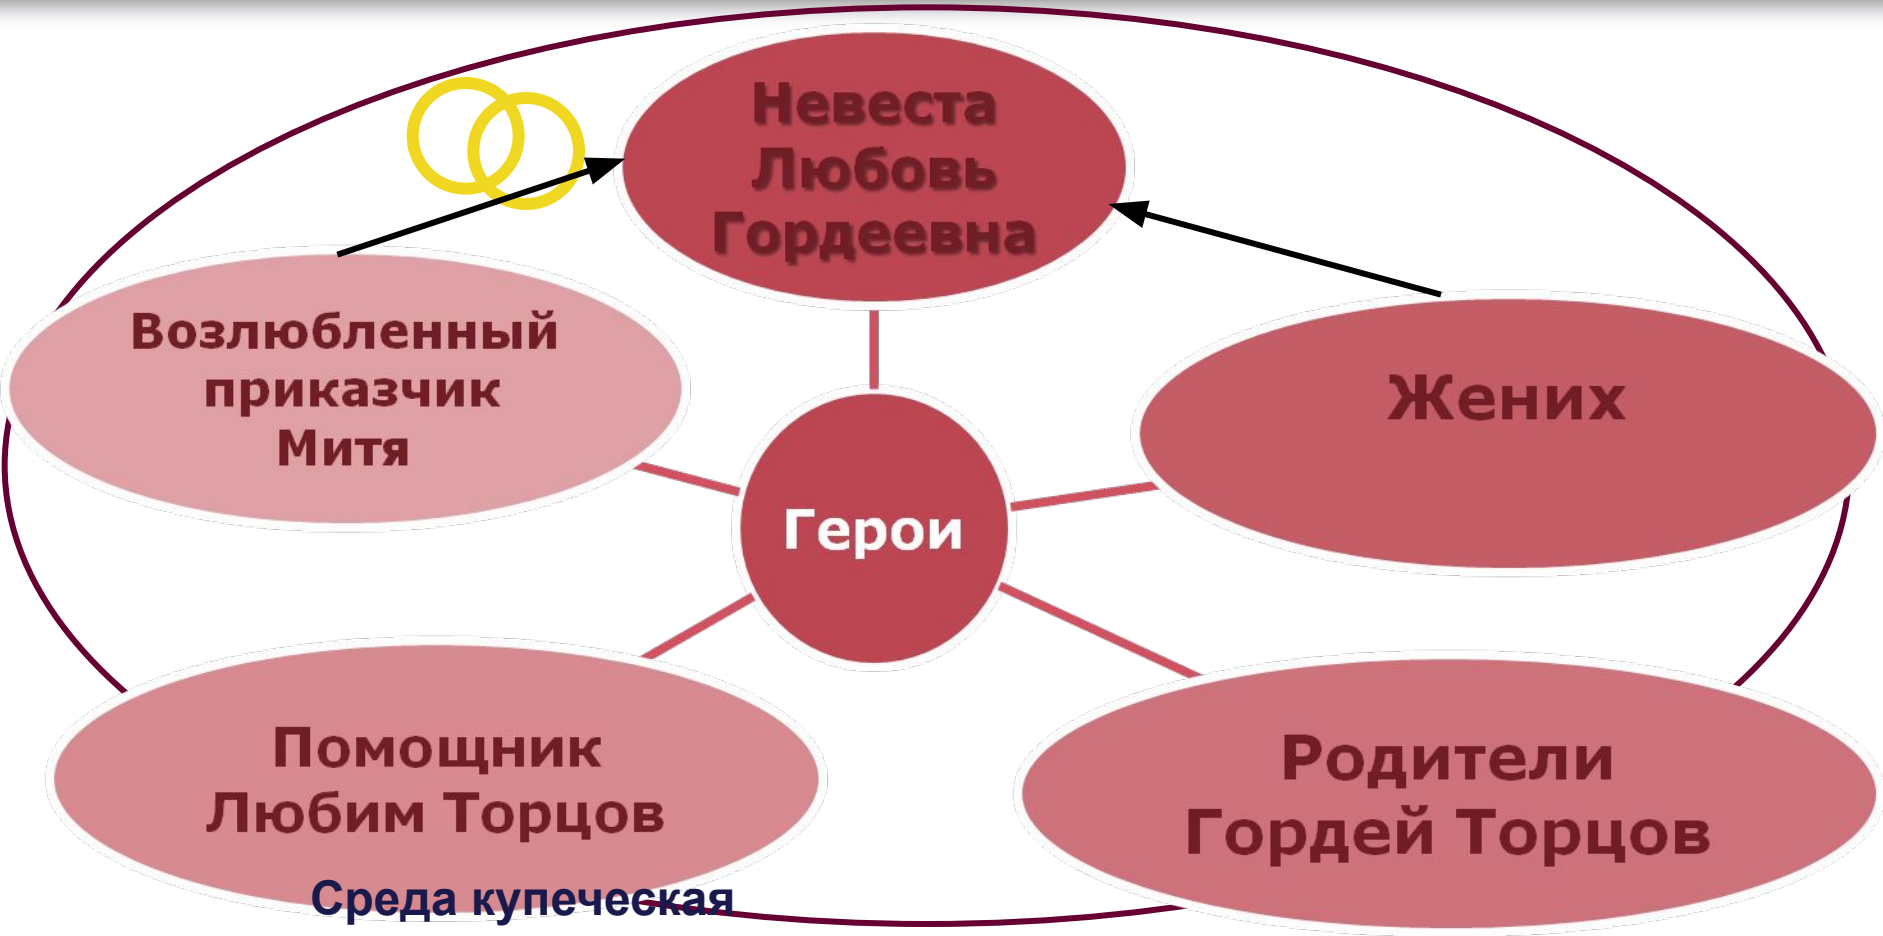 Невеста
Любовь
Гордеевна
Возлюбленный
приказчик
Митя
Жених
Герои
Помощник
Любим Торцов
Родители
Гордей Торцов
Среда купеческая